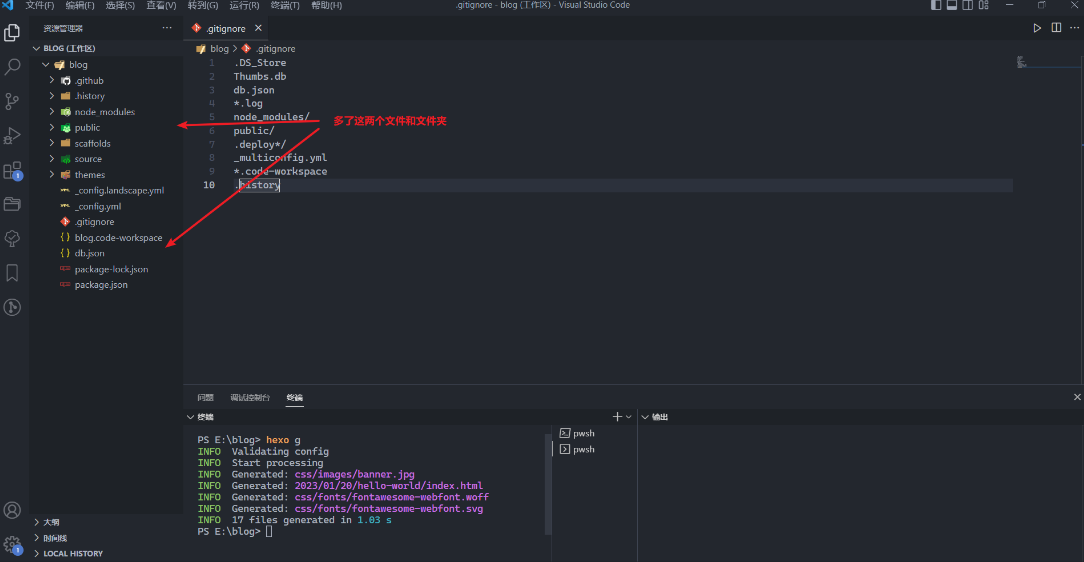 文件(F) 编辑(E) 选择(S) 查看(V) 转到(G) 运行(R) 终端(T) 帮助(H) .gitignore - blog (工作区) - Visual Studio Code
资源管理器
BLOG (工作区)
blog
.github
.history
node_modules
public
scaffolds
source
themes
_config.landscape.yml
_config.yml
.gitignore
blog.code-workspace
db.json
package-lock.json
package.json
大纲
时间线
LOCAL HISTORY
1
1
.gitignore
blog > .gitignore
1 .DS_Store
2 Thumbs.db
3 db.json
4 *.log
5 node_modules/
6 public/
7 .deploy*/
8 _multiconfig.yml
9 *.code-workspace
10 .history
多了这两个文件和文件夹
问题 调试控制台 终端
终端
PS E:\blog> hexo g
INFO Validating config
INFO Start processing
INFO Generated: css/images/banner.jpg
INFO Generated: 2023/01/20/hello-world/index.html
INFO Generated: css/fonts/fontawesome-webfont.woff
INFO Generated: css/fonts/fontawesome-webfont.svg
INFO 17 files generated in 1.03 s
PS E:\blog>
pwsh
pwsh
输出